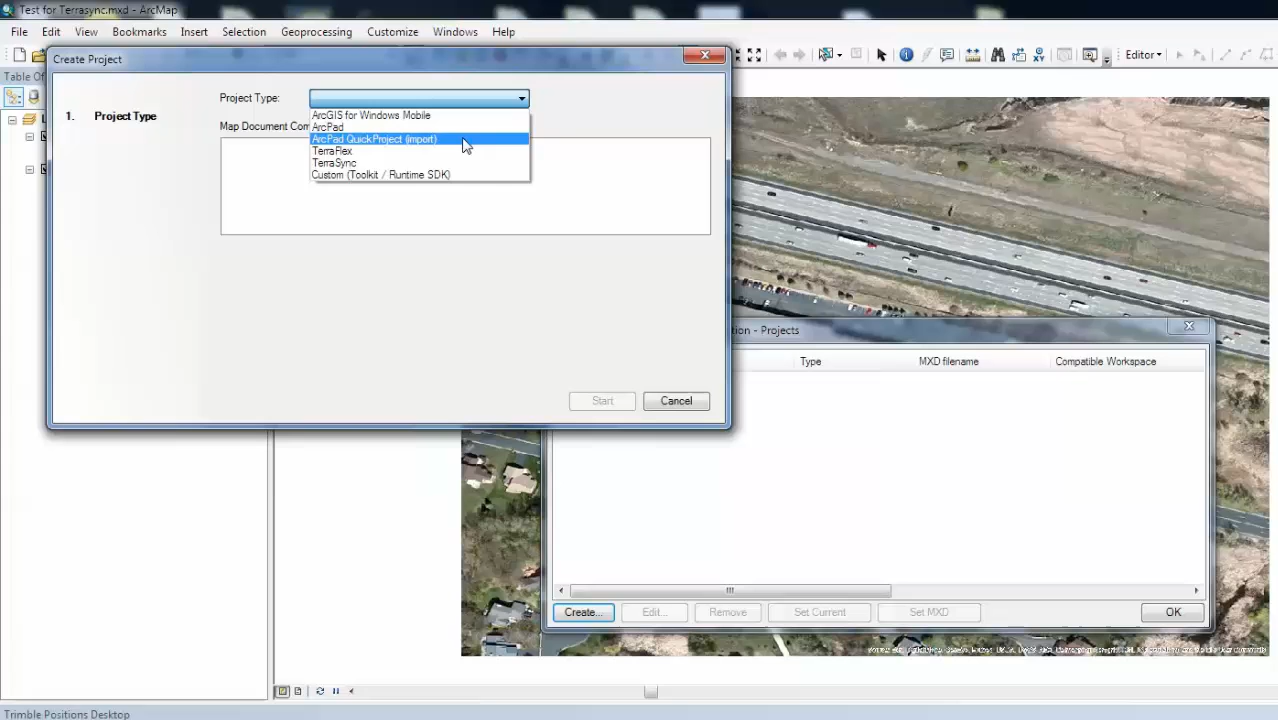 Test for Terrasync.mxd - ArcMap
File Edit View Bookmarks Insert Selection Geoprocessing Customize Windows Help
Editor
Create Project
Table Of
1. Project Type
Project Type:
ArcGIS for Windows Mobile
ArcPad
ArcPad QuickProject (import)
TerraFlex
TerraSync
Custom (Toolkit / Runtime SDK)
Map Document Com
Start Cancel
tion - Projects
Type MXD filename Compatible Workspace
Create... Edit... Remove Set Current Set MXD OK
Trimble Positions Desktop